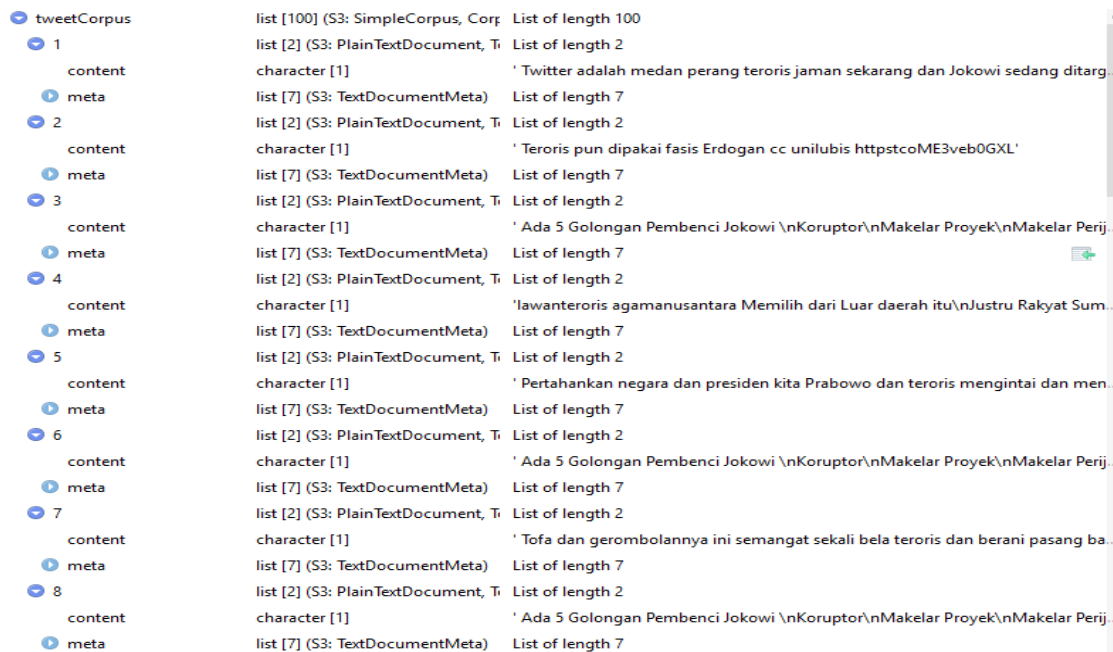 tweetCorpus list [100] (S3: SimpleCorpus, Corp List of length 100
1 list [2] (S3: PlainTextDocument, Te List of length 2
content character [1] ' Twitter adalah medan perang teroris jaman sekarang dan Jokowi sedang ditarg...
meta list [7] (S3: TextDocumentMeta) List of length 7
2 list [2] (S3: PlainTextDocument, Te List of length 2
content character [1] ' Teroris pun dipakai fasis Erdogan cc unilubis httpstcoME3veb0GXL'
meta list [7] (S3: TextDocumentMeta) List of length 7
3 list [2] (S3: PlainTextDocument, Te List of length 2
content character [1] ' Ada 5 Golongan Pembenci Jokowi \nKoruptor\nMakelar Proyek\nMakelar Perij...
meta list [7] (S3: TextDocumentMeta) List of length 7
4 list [2] (S3: PlainTextDocument, Te List of length 2
content character [1] 'lawanteroris agamanusantara Memilih dari Luar daerah itu\nJustru Rakyat Sum...
meta list [7] (S3: TextDocumentMeta) List of length 7
5 list [2] (S3: PlainTextDocument, Te List of length 2
content character [1] ' Pertahankan negara dan presiden kita Prabowo dan teroris mengintai dan men...
meta list [7] (S3: TextDocumentMeta) List of length 7
6 list [2] (S3: PlainTextDocument, Te List of length 2
content character [1] ' Ada 5 Golongan Pembenci Jokowi \nKoruptor\nMakelar Proyek\nMakelar Perij...
meta list [7] (S3: TextDocumentMeta) List of length 7
7 list [2] (S3: PlainTextDocument, Te List of length 2
content character [1] ' Tofa dan gerombolannya ini semangat sekali bela teroris dan berani pasang ba...
meta list [7] (S3: TextDocumentMeta) List of length 7
8 list [2] (S3: PlainTextDocument, Te List of length 2
content character [1] ' Ada 5 Golongan Pembenci Jokowi \nKoruptor\nMakelar Proyek\nMakelar Perij...
meta list [7] (S3: TextDocumentMeta) List of length 7